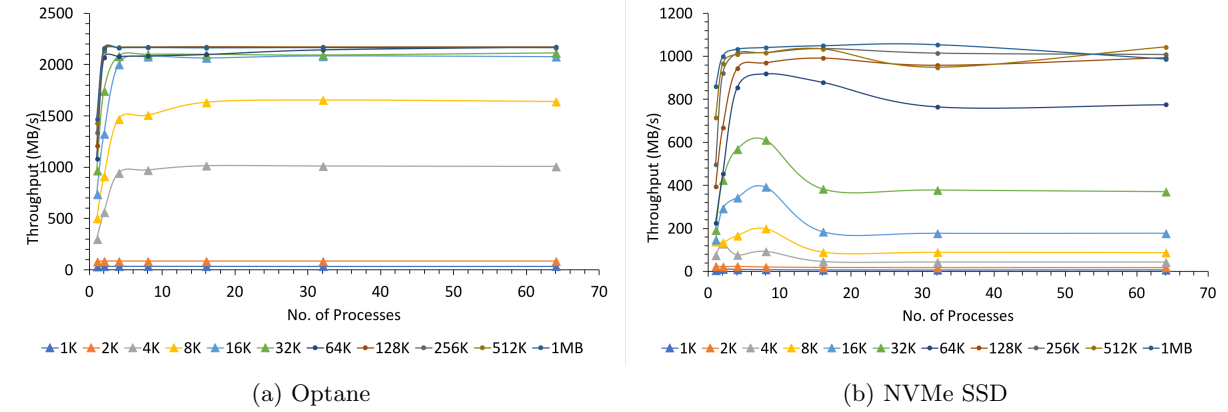 2500
2000
1500
1000
500
0
Throughput (MB/s)
0 10 20 30 40 50 60 70
No. of Processes
1K 2K 4K 8K 16K 32K 64K 128K 256K 512K 1MB
(a) Optane
1200
1000
800
600
400
200
0
Throughput (MB/s)
0 10 20 30 40 50 60 70
No. of Processes
1K 2K 4K 8K 16K 32K 64K 128K 256K 512K 1MB
(b) NVMe SSD